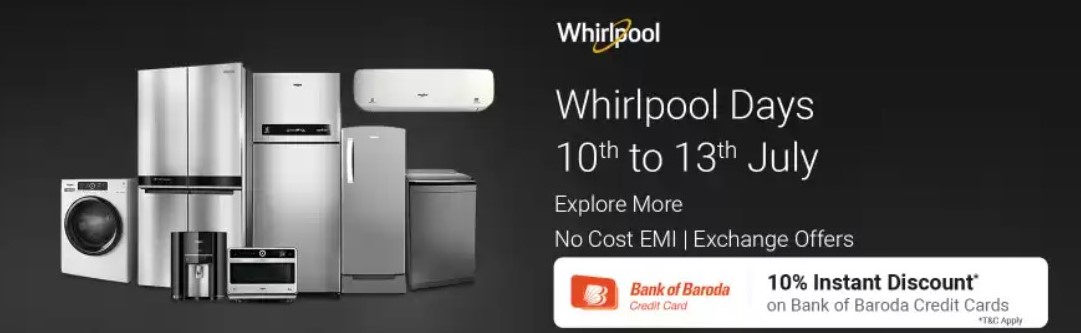 Whirlpool
Whirlpool Days
10th to 13th July
Explore More
No Cost EMI | Exchange Offers
Bank of Baroda
Credit Card
10% Instant Discount*
on Bank of Baroda Credit Cards
*T&C Apply